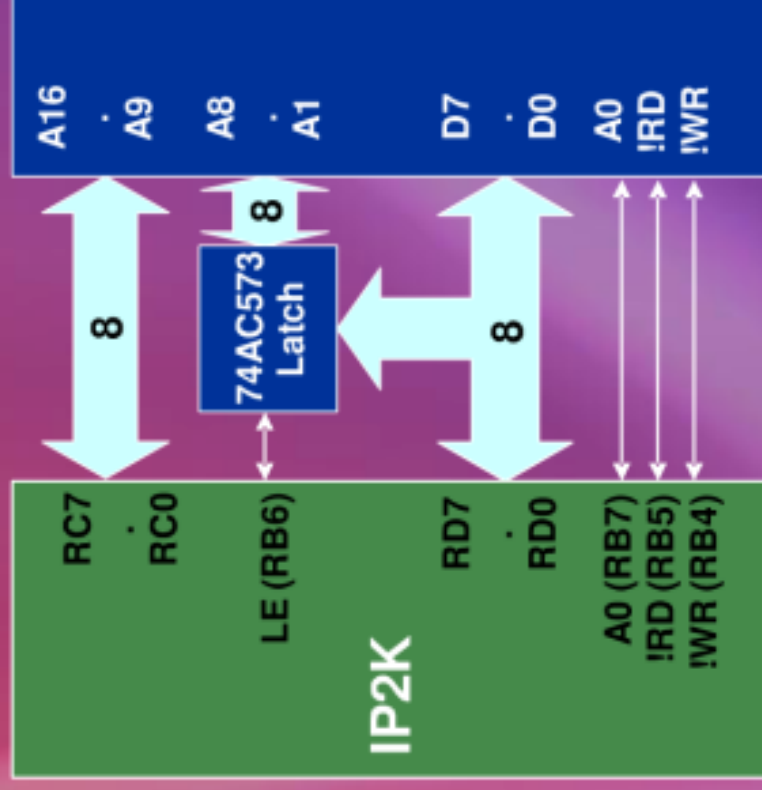 A16
.
A9
A8
.
A1
D7
.
D0
A0
!RD
!WR
8
8
74AC573
Latch
8
RC7
.
RC0
LE (RB6)
RD7
.
RD0
A0 (RB7)
!RD (RB5)
!WR (RB4)
IP2K